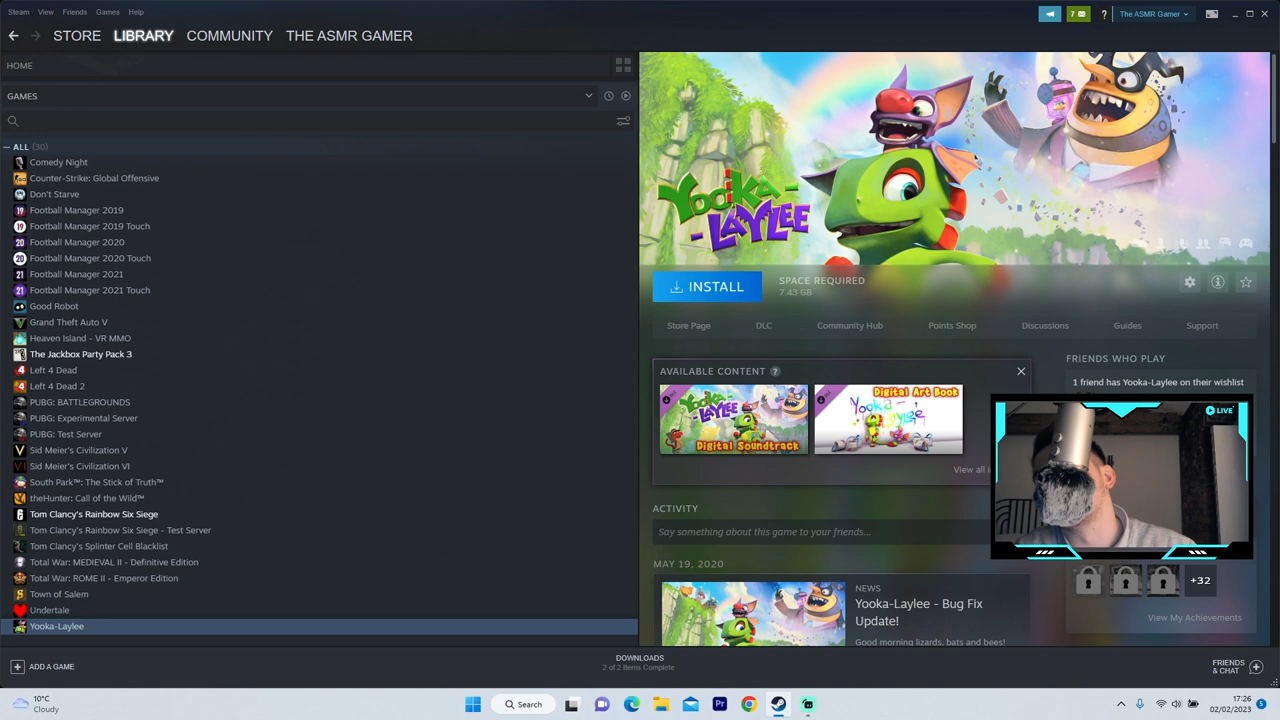 Steam View Friends Games Help
7 ? The ASMR Gamer
STORE LIBRARY COMMUNITY THE ASMR GAMER
HOME
GAMES
ALL (30)
Comedy Night
Counter-Strike: Global Offensive
Don't Starve
Football Manager 2019
Football Manager 2019 Touch
Football Manager 2020
Football Manager 2020 Touch
Football Manager 2021
Football Manager 2021 Touch
Good Robot
Grand Theft Auto V
Heaven Island - VR MMO
The Jackbox Party Pack 3
Left 4 Dead
Left 4 Dead 2
PUBG: BATTLEGROUNDS
PUBG: Experimental Server
PUBG: Test Server
Sid Meier's Civilization V
Sid Meier's Civilization VI
South Park™: The Stick of Truth™
theHunter: Call of the Wild™
Tom Clancy's Rainbow Six Siege
Tom Clancy's Rainbow Six Siege - Test Server
Tom Clancy's Splinter Cell Blacklist
Total War: MEDIEVAL II - Definitive Edition
Total War: ROME II - Emperor Edition
Town of Salem
Undertale
Yooka-Laylee
YOOKA-
-LAYLEE
INSTALL
SPACE REQUIRED
7.43 GB
Store Page DLC Community Hub Points Shop Discussions Guides Support
AVAILABLE CONTENT ?
Yooka-Laylee
Digital Soundtrack
Digital Art Book
Yooka-Laylee
View all
ACTIVITY
Say something about this game to your friends...
MAY 19, 2020
NEWS
Yooka-Laylee - Bug Fix
Update!
Good morning lizards, bats and bees!
FRIENDS WHO PLAY
1 friend has Yooka-Laylee on their wishlist
LIVE
+32
View My Achievements
ADD A GAME
DOWNLOADS
2 of 2 Items Complete
FRIENDS
& CHAT
10°C
Cloudy
Search
Pr
17:26
02/02/2023
5